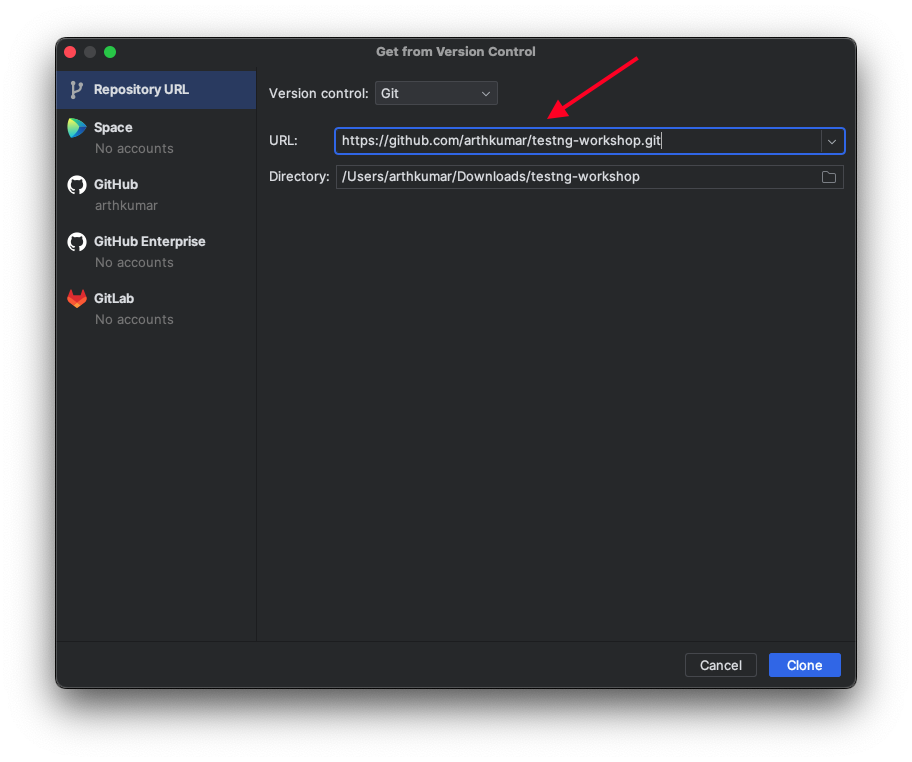 Get from Version Control
Repository URL
Space
No accounts
GitHub
arthkumar
GitHub Enterprise
No accounts
GitLab
No accounts
Version control: Git
URL: https://github.com/arthkumar/testng-workshop.git
Directory: /Users/arthkumar/Downloads/testng-workshop
Cancel Clone